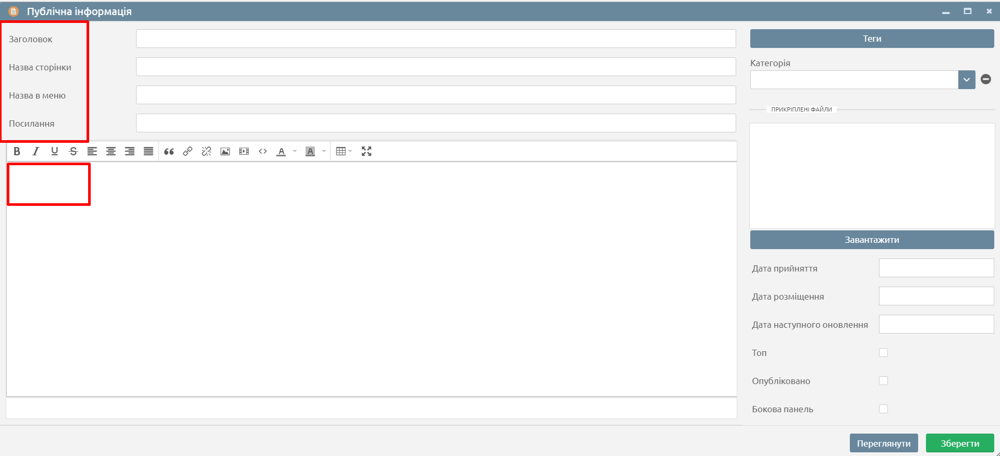 Публічна інформація
Заголовок
Назва сторінки
Назва в меню
Посилання
Теги
Категорія
ПРИКРІПЛЕНІ ФАЙЛИ
Завантажити
Дата прийняття
Дата розміщення
Дата наступного оновлення
Топ
Опубліковано
Бокова панель
Переглянути
Зберегти